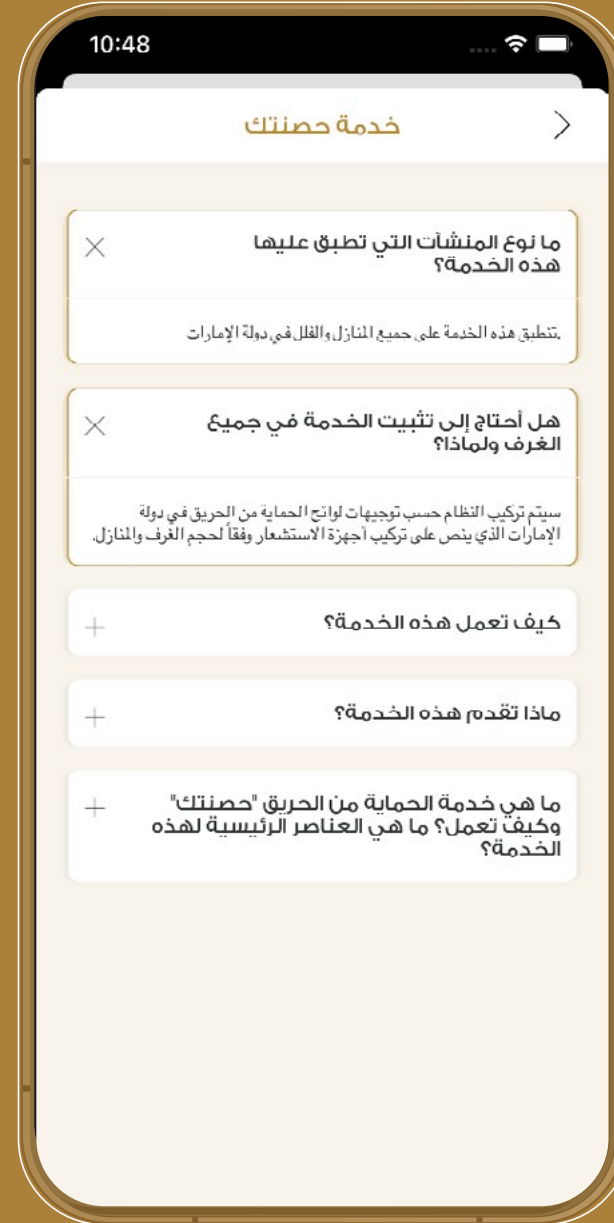 10:48
خدمة حصنتك
ما نوع المنشآت التي تطبق عليها
هذه الخدمة؟
.تنطبق هذه الخدمة على جميع المنازل والفلل في دولة الإمارات
هل أحتاج إلى تثبيت الخدمة في جميع
الغرف ولماذا؟
سيتم تركيب النظام حسب توجيهات لوائح الحماية من الحريق في دولة
الإمارات الذي ينص على تركيب أجهزة الاستشعار وفقاً لحجم الغرف والمنازل.
كيف تعمل هذه الخدمة؟
ماذا تقدم هذه الخدمة؟
ما هي خدمة الحماية من الحريق "حصنتك"
وكيف تعمل؟ ما هي العناصر الرئيسية لهذه
الخدمة؟